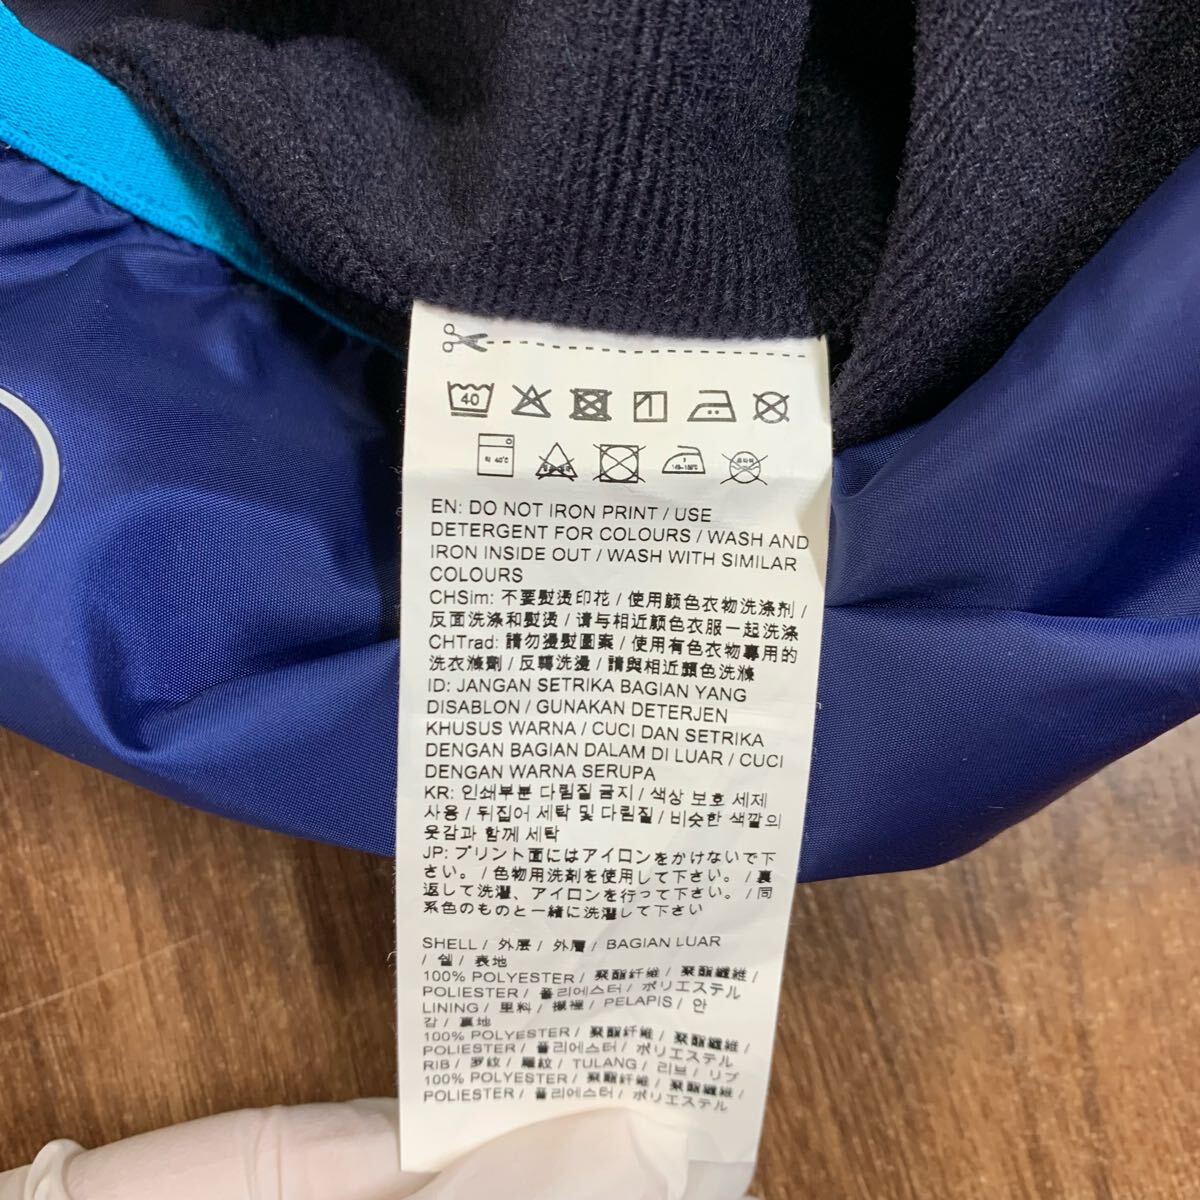 40
약 40℃
EN: DO NOT IRON PRINT / USE
DETERGENT FOR COLOURS / WASH AND
IRON INSIDE OUT / WASH WITH SIMILAR
COLOURS
CHSim: 不要熨烫印花 / 使用颜色衣物洗涤剂 /
反面洗涤和熨烫 / 请与相近颜色衣服一起洗涤
CHTrad: 請勿燙熨圖案 / 使用有色衣物專用的
洗衣滌劑 / 反轉洗燙 / 請與相近顏色洗滌
ID: JANGAN SETRIKA BAGIAN YANG
DISABLON / GUNAKAN DETERJEN
KHUSUS WARNA / CUCI DAN SETRIKA
DENGAN BAGIAN DALAM DI LUAR / CUCI
DENGAN WARNA SERUPA
KR: 인쇄부분 다림질 금지 / 색상 보호 세제
사용 / 뒤집어 세탁 및 다림질 / 비슷한 색깔의
옷감과 함께 세탁
JP: プリント面にはアイロンをかけないで下
さい。 / 色物用洗剤を使用して下さい。 / 裏
返して洗濯、アイロンを行って下さい。 / 同
系色のものと一緒に洗濯して下さい
SHELL / 外层 / 外層 / BAGIAN LUAR
/ 쉘 / 表地
100% POLYESTER / 聚酯纤维 / 聚酯纖維 /
POLIESTER / 폴리에스터 / ポリエステル
LINING / 里料 / 襯裡 / PELAPIS / 안
감 / 裏地
100% POLYESTER / 聚酯纤维 / 聚酯纖維 /
POLIESTER / 폴리에스터 / ポリエステル
RIB / 罗纹 / 羅紋 / TULANG / 리브 / リブ
100% POLYESTER / 聚酯纤维 / 聚酯纖維 /
POLIESTER / 폴리에스터 / ポリエステル